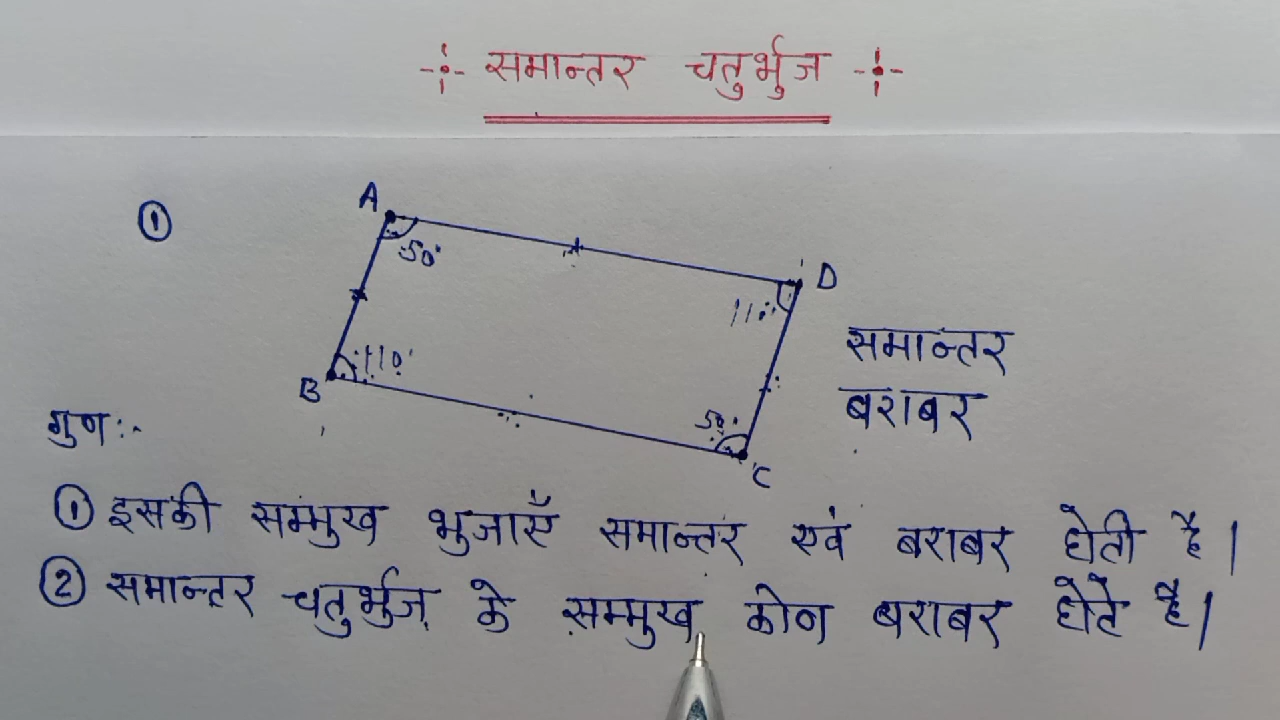 समान्तर चतुर्भुज
①
A
50°
D
110°
B
110°
समान्तर
बराबर
50°
C
गुण :-
① इसकी सम्मुख भुजाएँ समान्तर एवं बराबर होती है।
② समान्तर चतुर्भुज के सम्मुख कोण बराबर होते है।